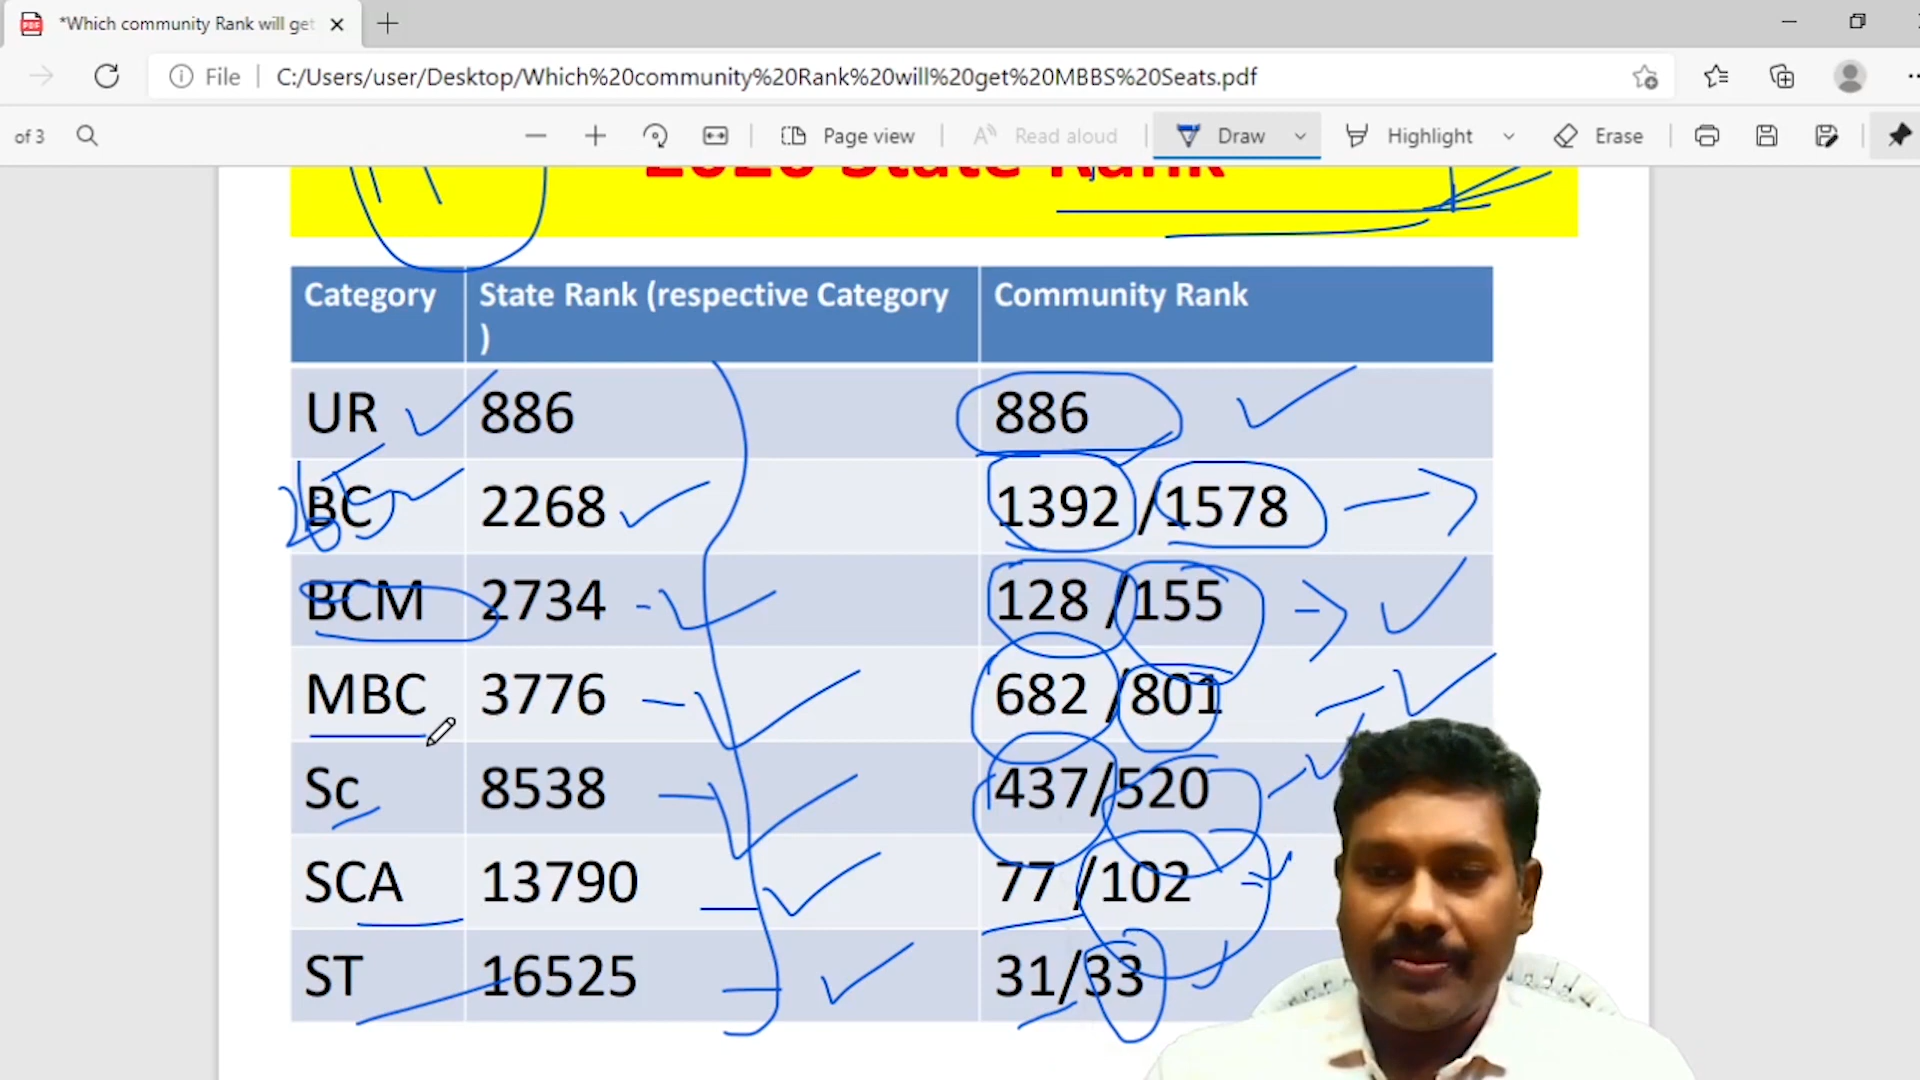 *Which community Rank will get
File
C:/Users/user/Desktop/Which%20community%20Rank%20will%20get%20MBBS%20Seats.pdf
of 3
Page view
Read aloud
Draw
Highlight
Erase
2020 State Rank
Category State Rank (respective Category Community Rank
)
UR 886 886
BC 2268 1392 /1578
BCM 2734 128 /155
MBC 3776 682 /801
Sc 8538 437/520
SCA 13790 77 /102
ST 16525 31/33